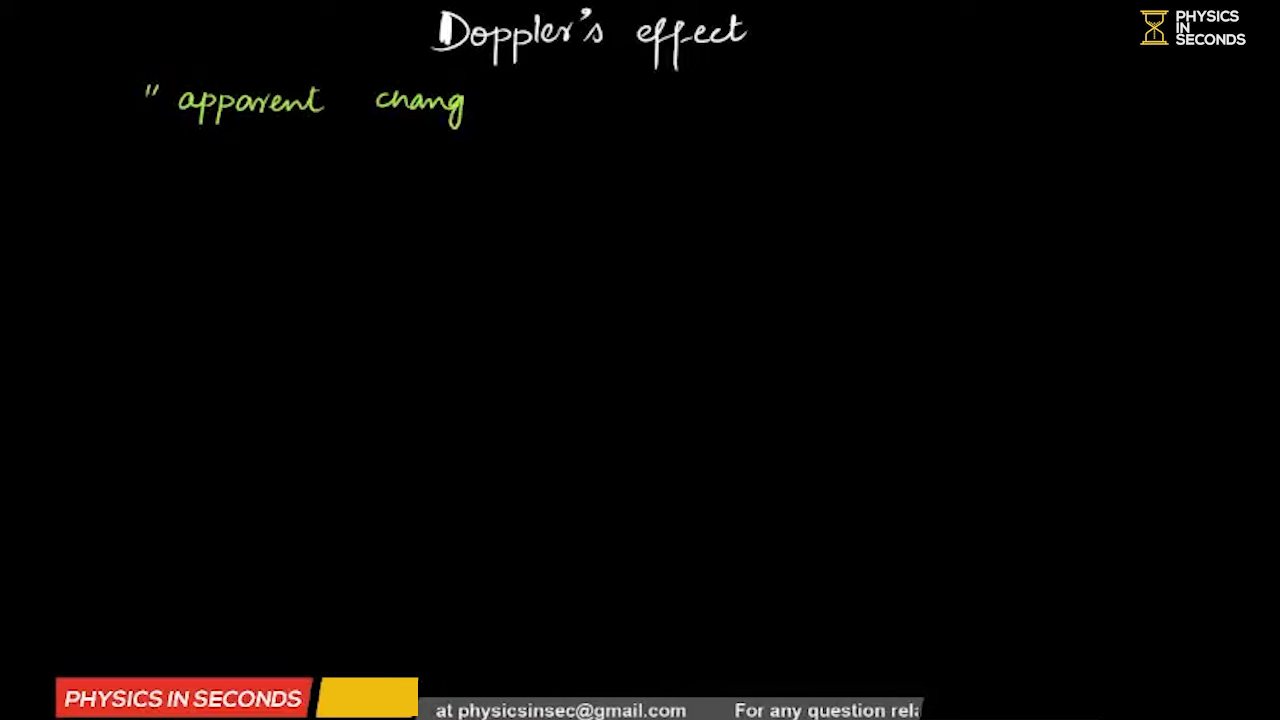 Doppler's effect
PHYSICS
IN
SECONDS
" apparent chang
PHYSICS IN SECONDS
at physicsinsec@gmail.com For any question rela